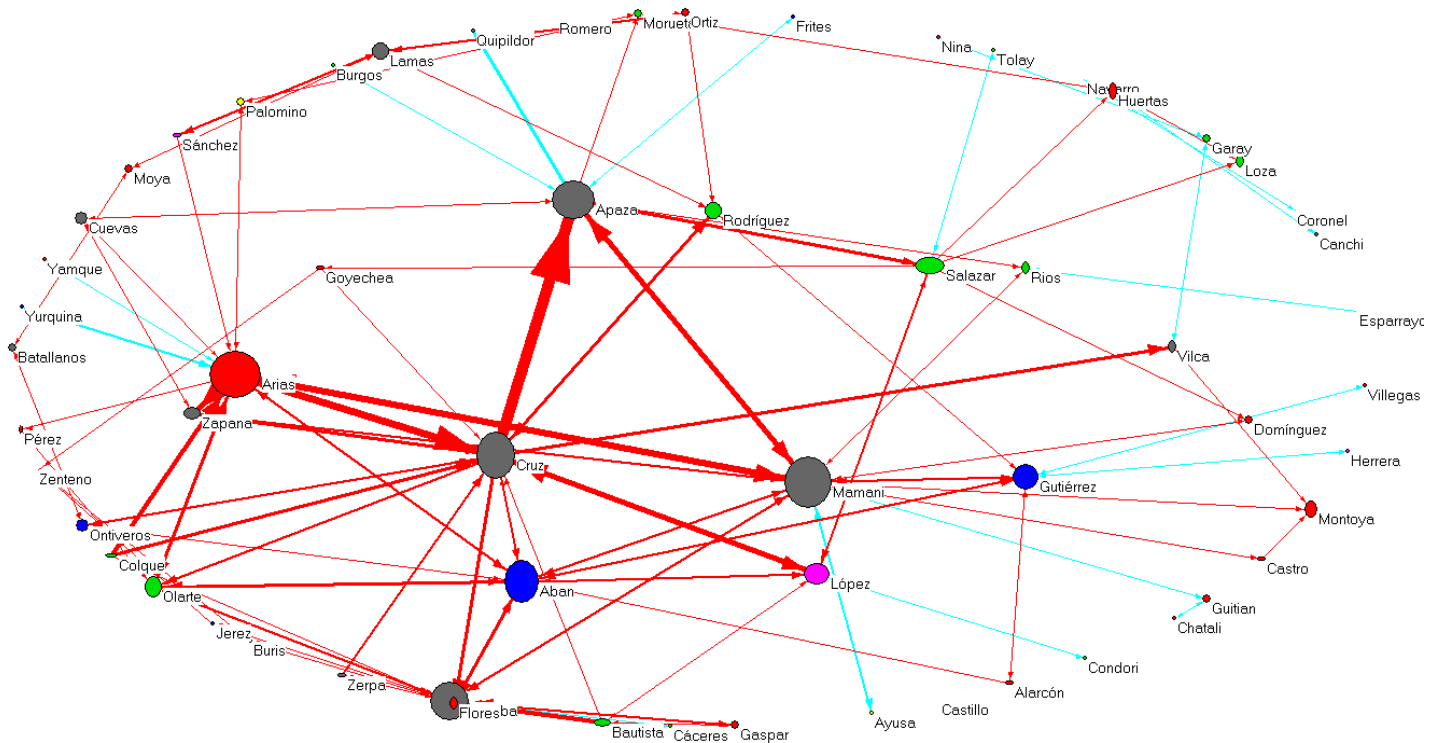 Romero
Moruet
Ortiz
Frites
Quipildor
Nina
Lamas
Tolay
Burgos
Navarro
Huertas
Palomino
Sánchez
Garay
Loza
Moya
Apaza
Rodríguez
Coronel
Cuevas
Canchi
Goyechea
Salazar
Rios
Yamque
Yurquina
Esparrayo
Batallanos
Vilca
Arias
Villegas
Zapana
Pérez
Domínguez
Cruz
Herrera
Zenteno
Mamani
Gutiérrez
Montoya
Ontiveros
Colque
Castro
Olarte
Aban
López
Guitian
Chatali
Jerez
Buris
Condori
Zerpa
Alarcón
Castillo
Flores
ba
Ayusa
Bautista
Cáceres
Gaspar